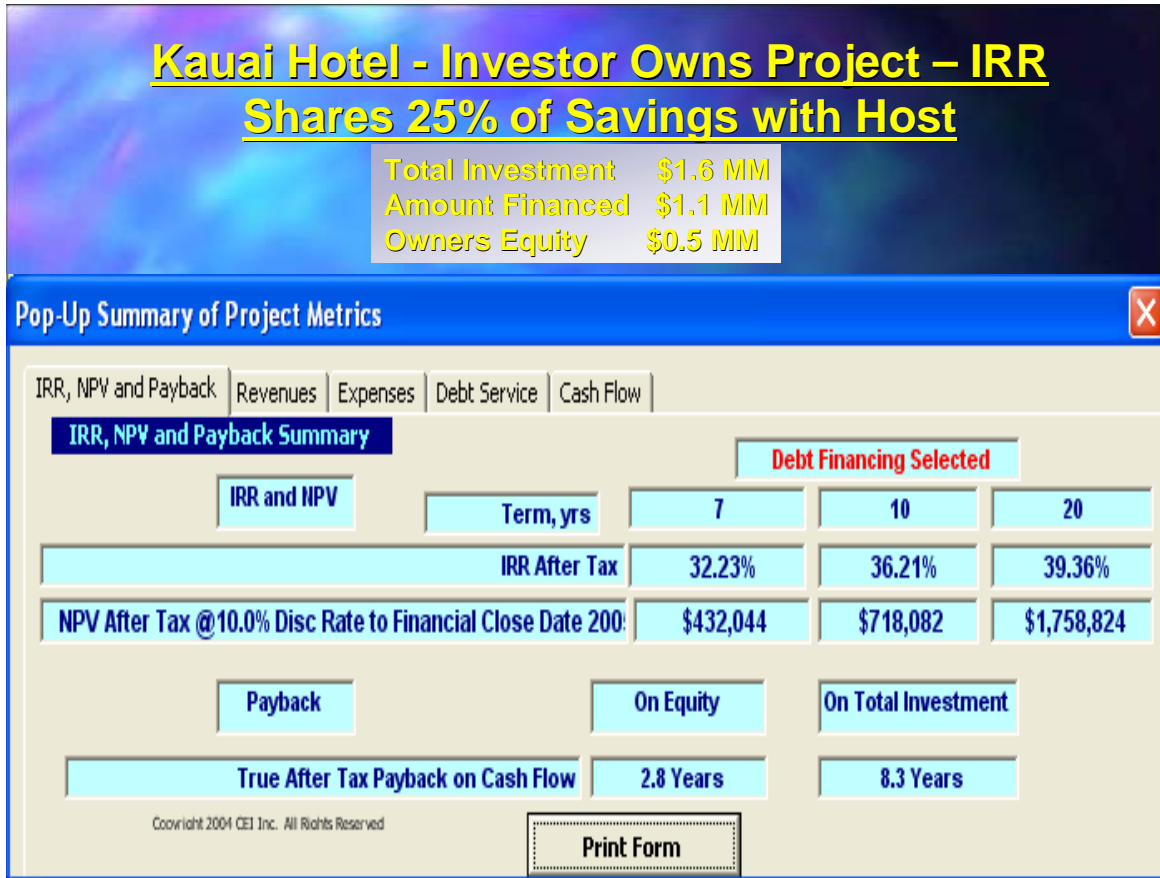 Kauai Hotel - Investor Owns Project – IRR
Shares 25% of Savings with Host
Total Investment $1.6 MM
Amount Financed $1.1 MM
Owners Equity $0.5 MM
Pop-Up Summary of Project Metrics
IRR, NPV and Payback Revenues Expenses Debt Service Cash Flow
IRR, NPV and Payback Summary
Debt Financing Selected
IRR and NPV Term, yrs 7 10 20
IRR After Tax 32.23% 36.21% 39.36%
NPV After Tax @10.0% Disc Rate to Financial Close Date $432,044 $718,082 $1,758,824
Payback On Equity On Total Investment
True After Tax Payback on Cash Flow 2.8 Years 8.3 Years
Copyright 2004 CEI Inc. All Rights Reserved
Print Form